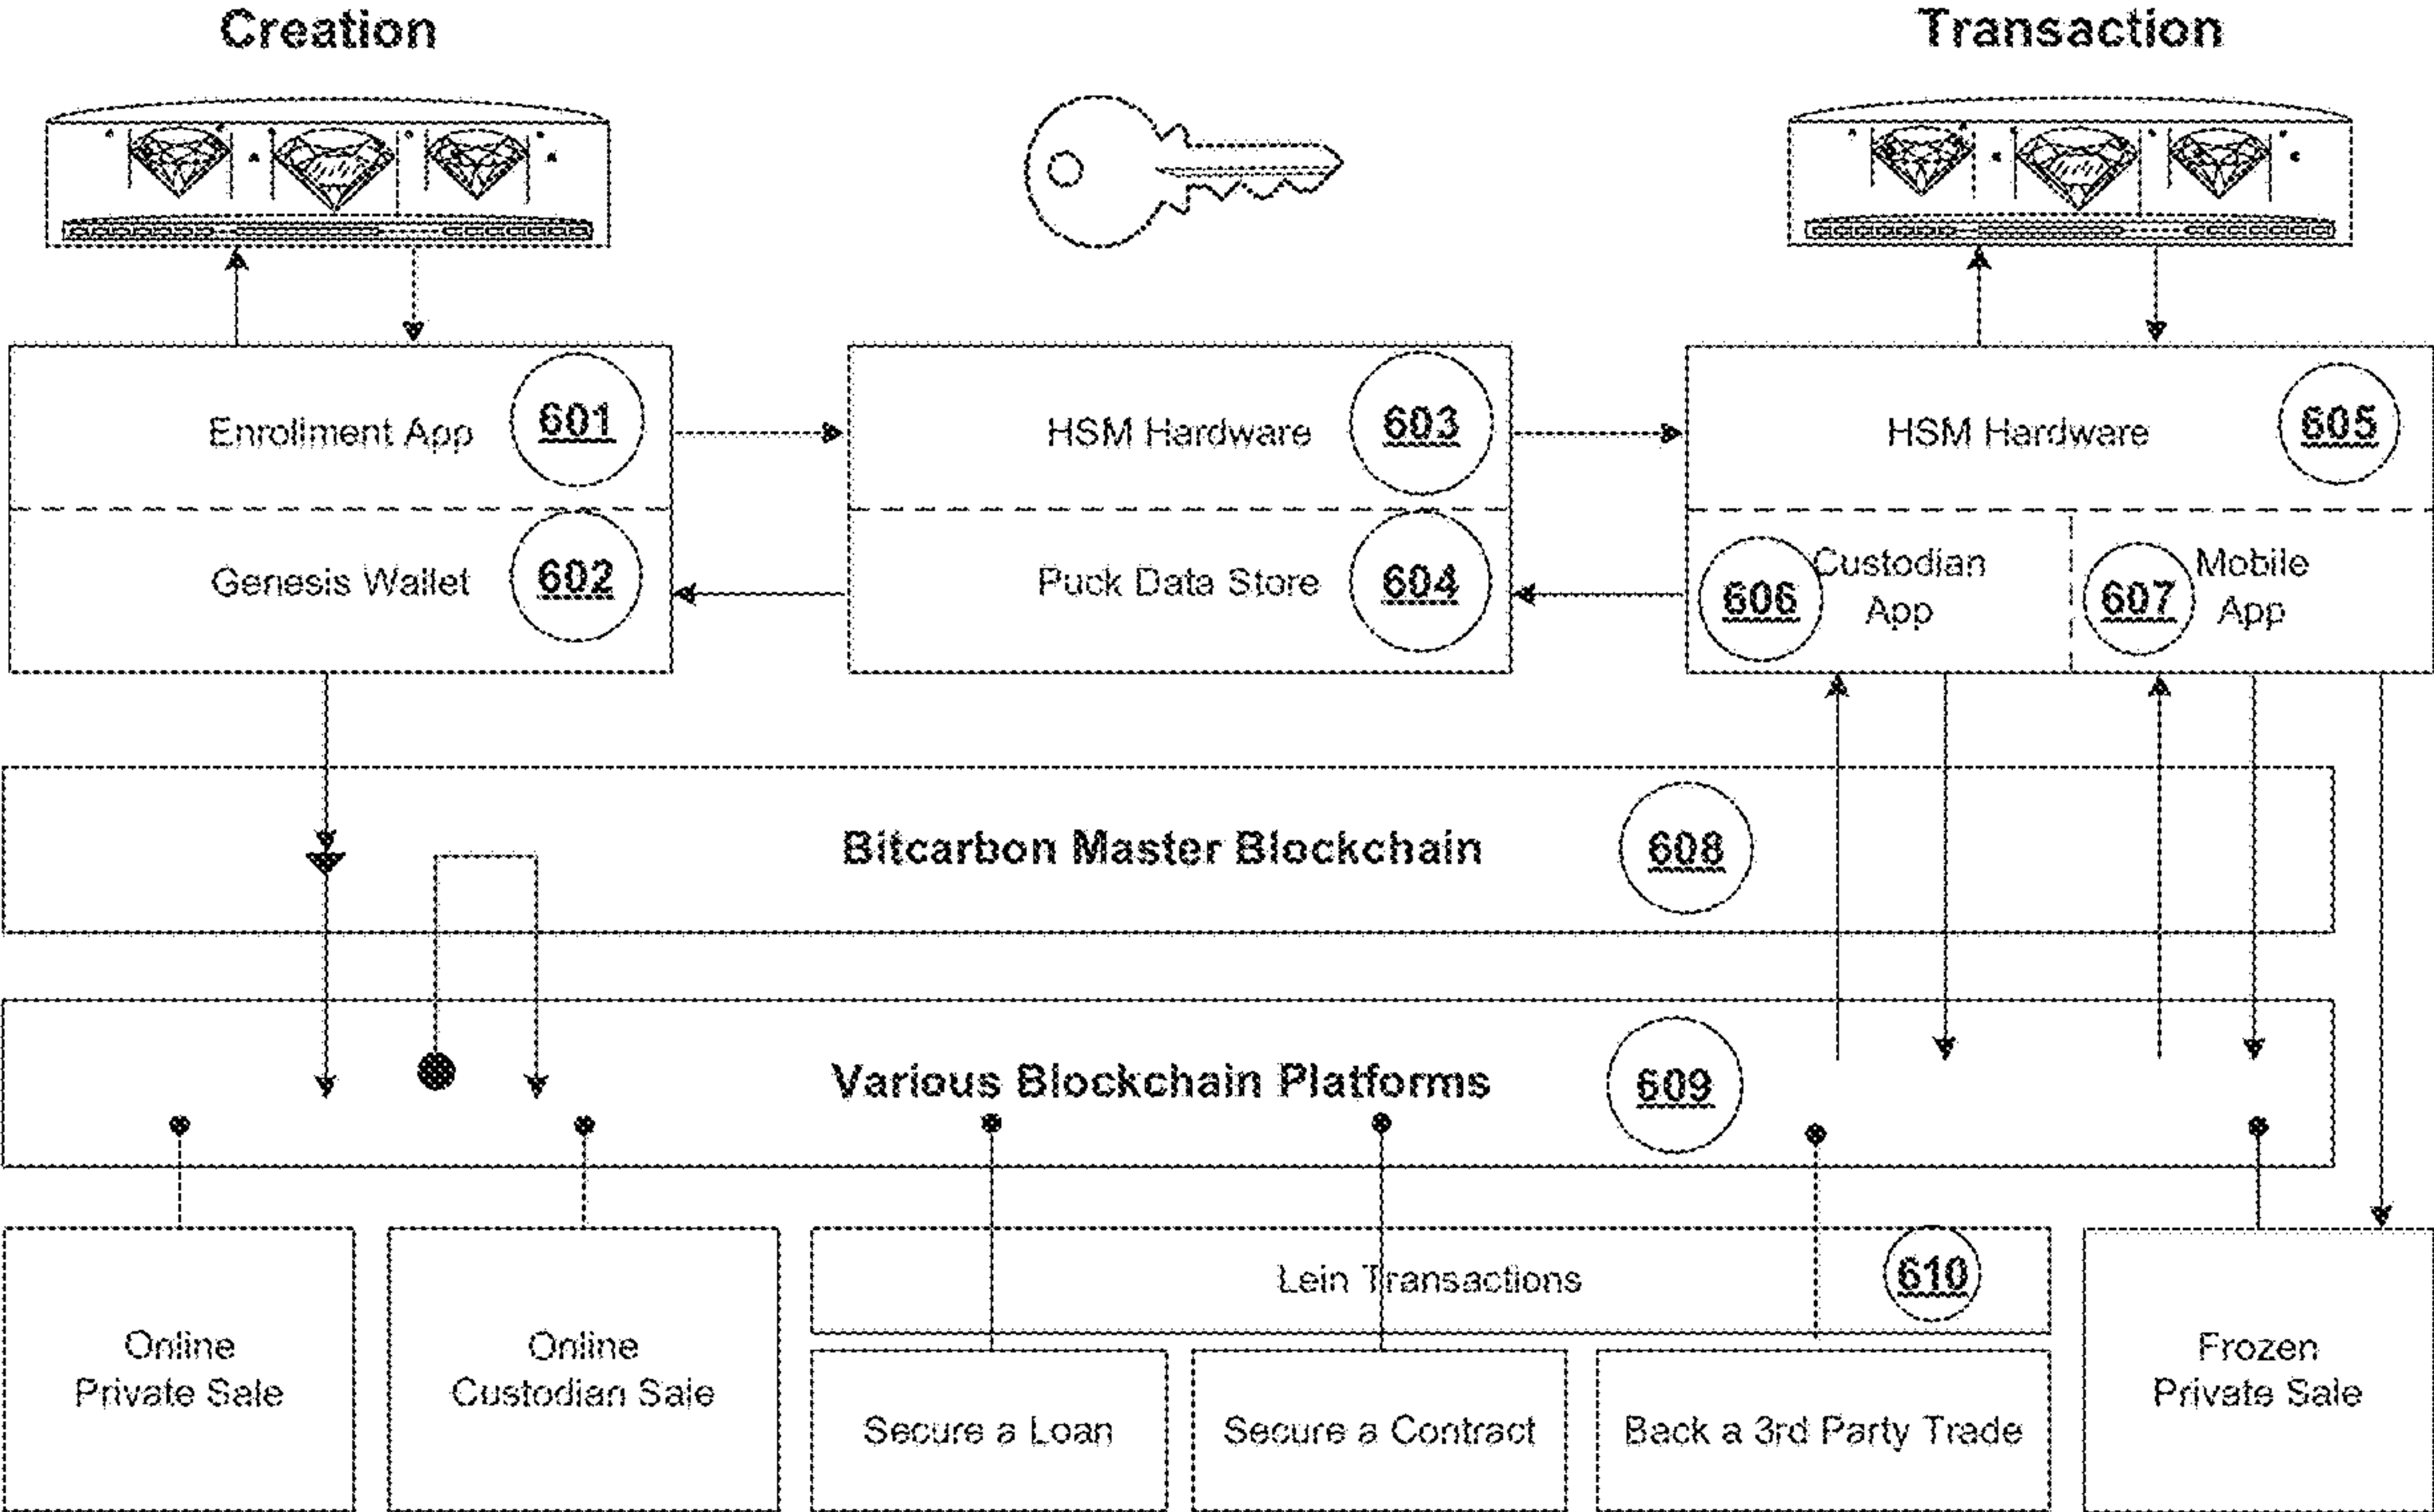 Creation
Transaction
Enrollment App
601
HSM Hardware
603
HSM Hardware
605
Genesis Wallet
602
Puck Data Store
604
606
Custodian
App
607
Mobile
App
Bitcarbon Master Blockchain
608
Various Blockchain Platforms
609
Online
Private Sale
Online
Custodian Sale
Lein Transactions
610
Secure a Loan
Secure a Contract
Back a 3rd Party Trade
Frozen
Private Sale